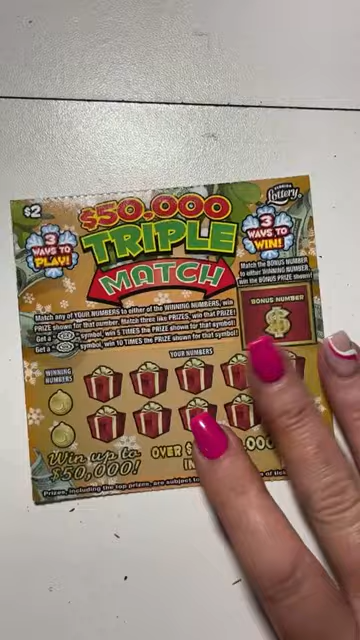 $2
$50,000
TRIPLE
MATCH
FLORIDA
Lottery
3
WAYS TO
PLAY!
3
WAYS TO
WIN!
Match the BONUS NUMBER
to either WINNING NUMBER,
win the BONUS PRIZE shown!
BONUS NUMBER
Match any of YOUR NUMBERS to either of the WINNING NUMBERS, win
PRIZE shown for that number. Match three like PRIZES, win that PRIZE!
Get a symbol, win 5 TIMES the PRIZE shown for that symbol!
Get a symbol, win 10 TIMES the PRIZE shown for that symbol!
YOUR NUMBERS
WINNING
NUMBERS
Win up to
$50,000!
OVER
Prizes, including the top prizes, are subject